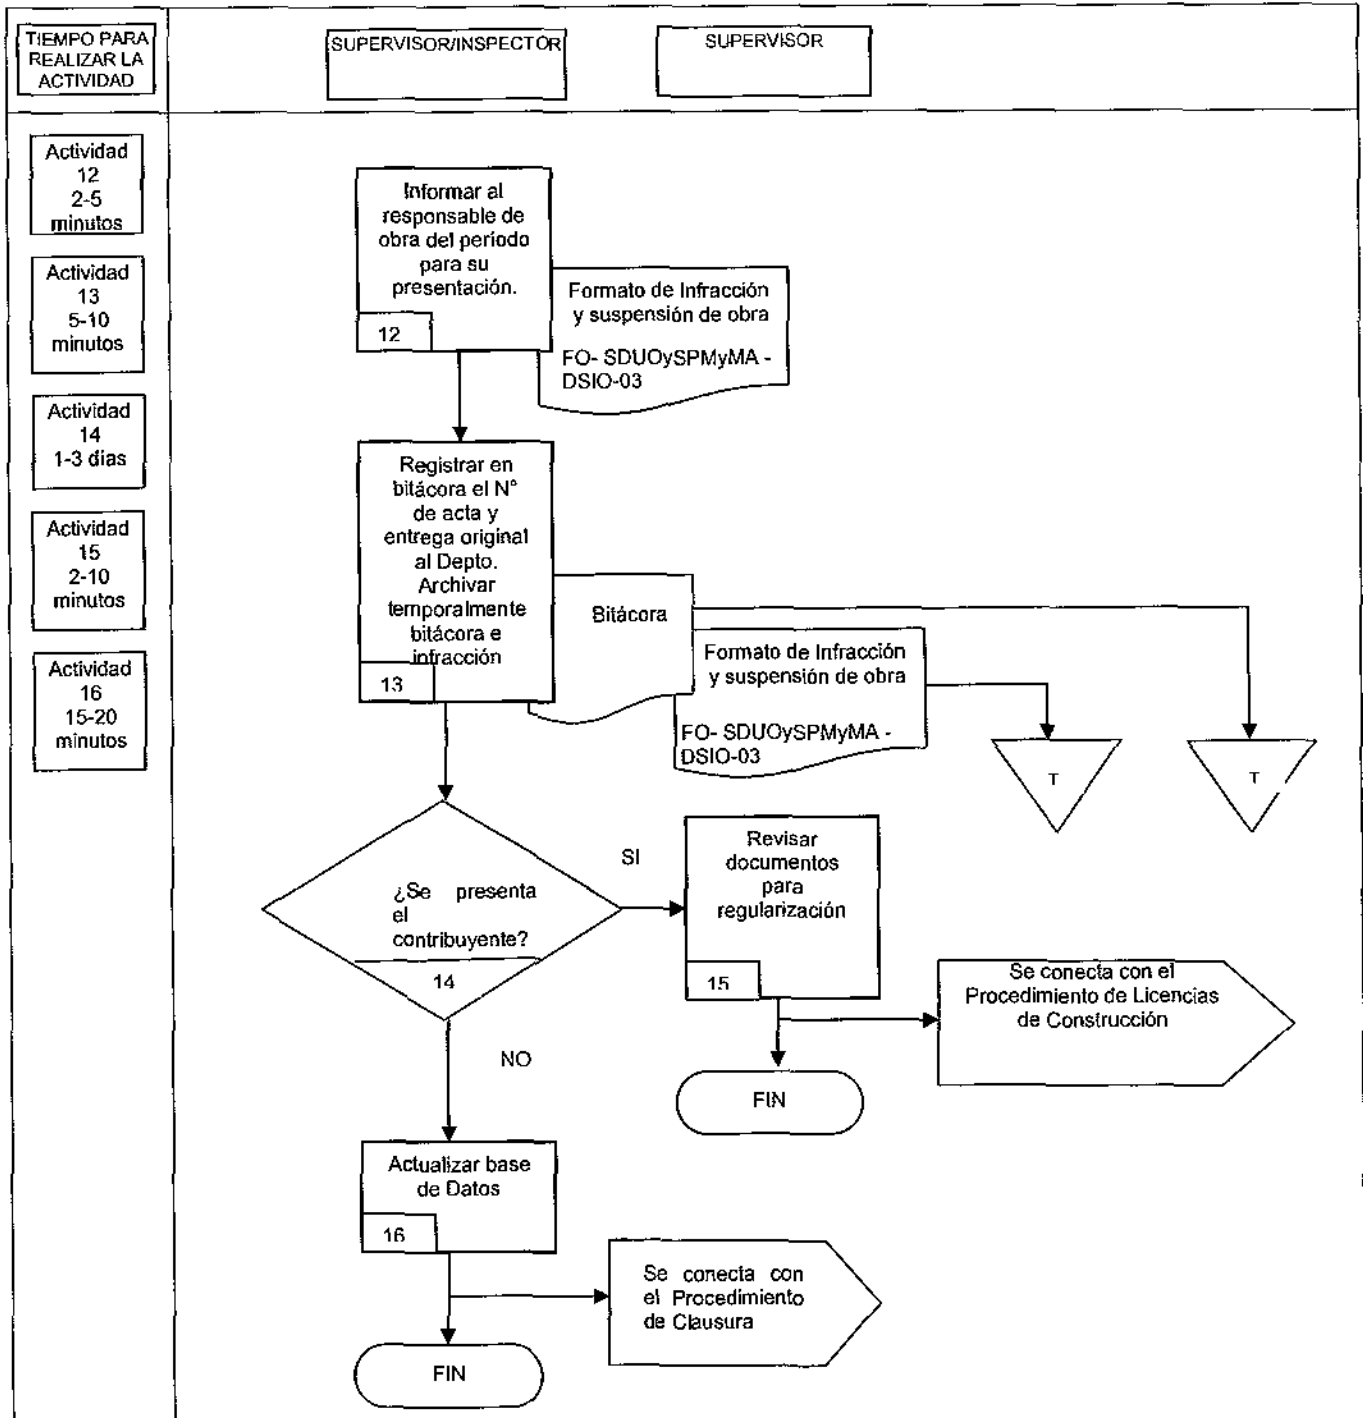 TIEMPO PARA
REALIZAR LA
ACTIVIDAD
SUPERVISOR/INSPECTOR
SUPERVISOR
Actividad
12
2-5
minutos
Actividad
13
5-10
minutos
Actividad
14
1-3 días
Actividad
15
2-10
minutos
Actividad
16
15-20
minutos
Informar al
responsable de
obra del período
para su
presentación.
12
Formato de Infracción
y suspensión de obra
FO- SDUOySPMyMA -
DSIO-03
Registrar en
bitácora el N°
de acta y
entrega original
al Depto.
Archivar
temporalmente
bitácora e
infracción
13
Bitácora
Formato de Infracción
y suspensión de obra
FO- SDUOySPMyMA -
DSIO-03
T
T
¿Se presenta
el
contribuyente?
14
SI
Revisar
documentos
para
regularización
15
Se conecta con el
Procedimiento de Licencias
de Construcción
NO
FIN
Actualizar base
de Datos
16
Se conecta con
el Procedimiento
de Clausura
FIN